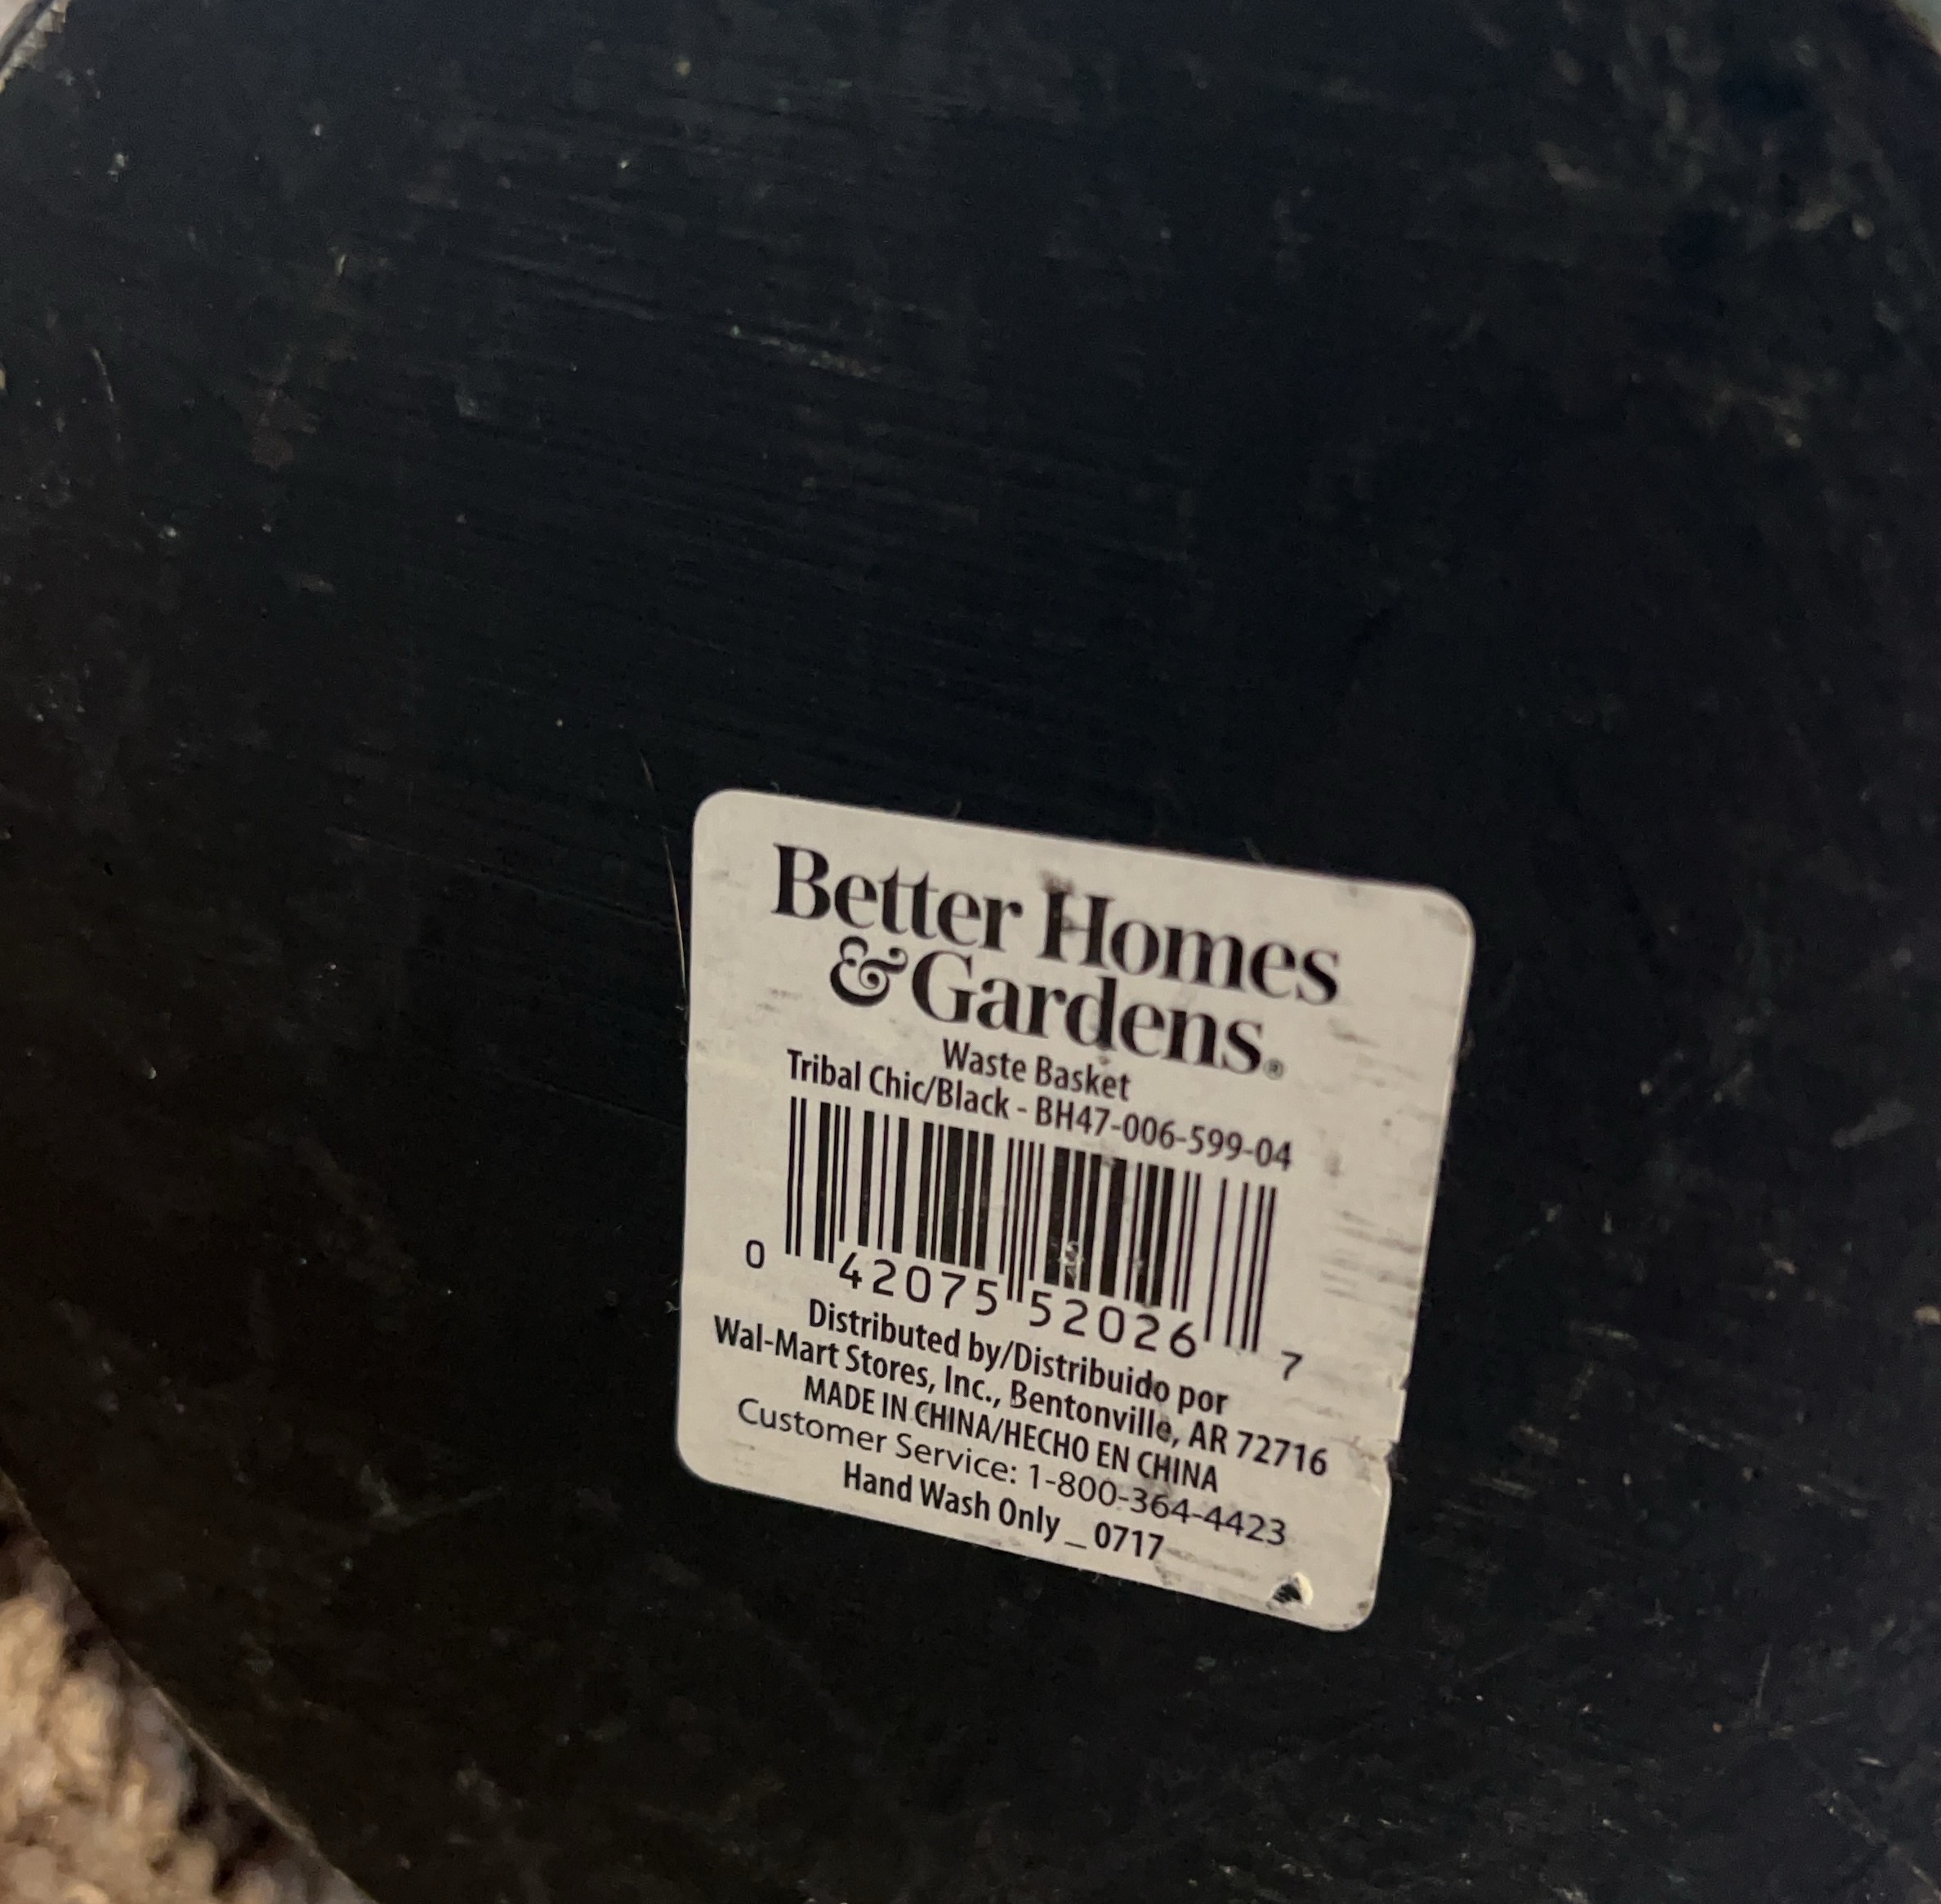 Better Homes
& Gardens®
Waste Basket
Tribal Chic/Black - BH47-006-599-04
0 42075 52026 7
Distributed by/Distribuido por
Wal-Mart Stores, Inc., Bentonville, AR 72716
MADE IN CHINA/HECHO EN CHINA
Customer Service: 1-800-364-4423
Hand Wash Only _ 0717